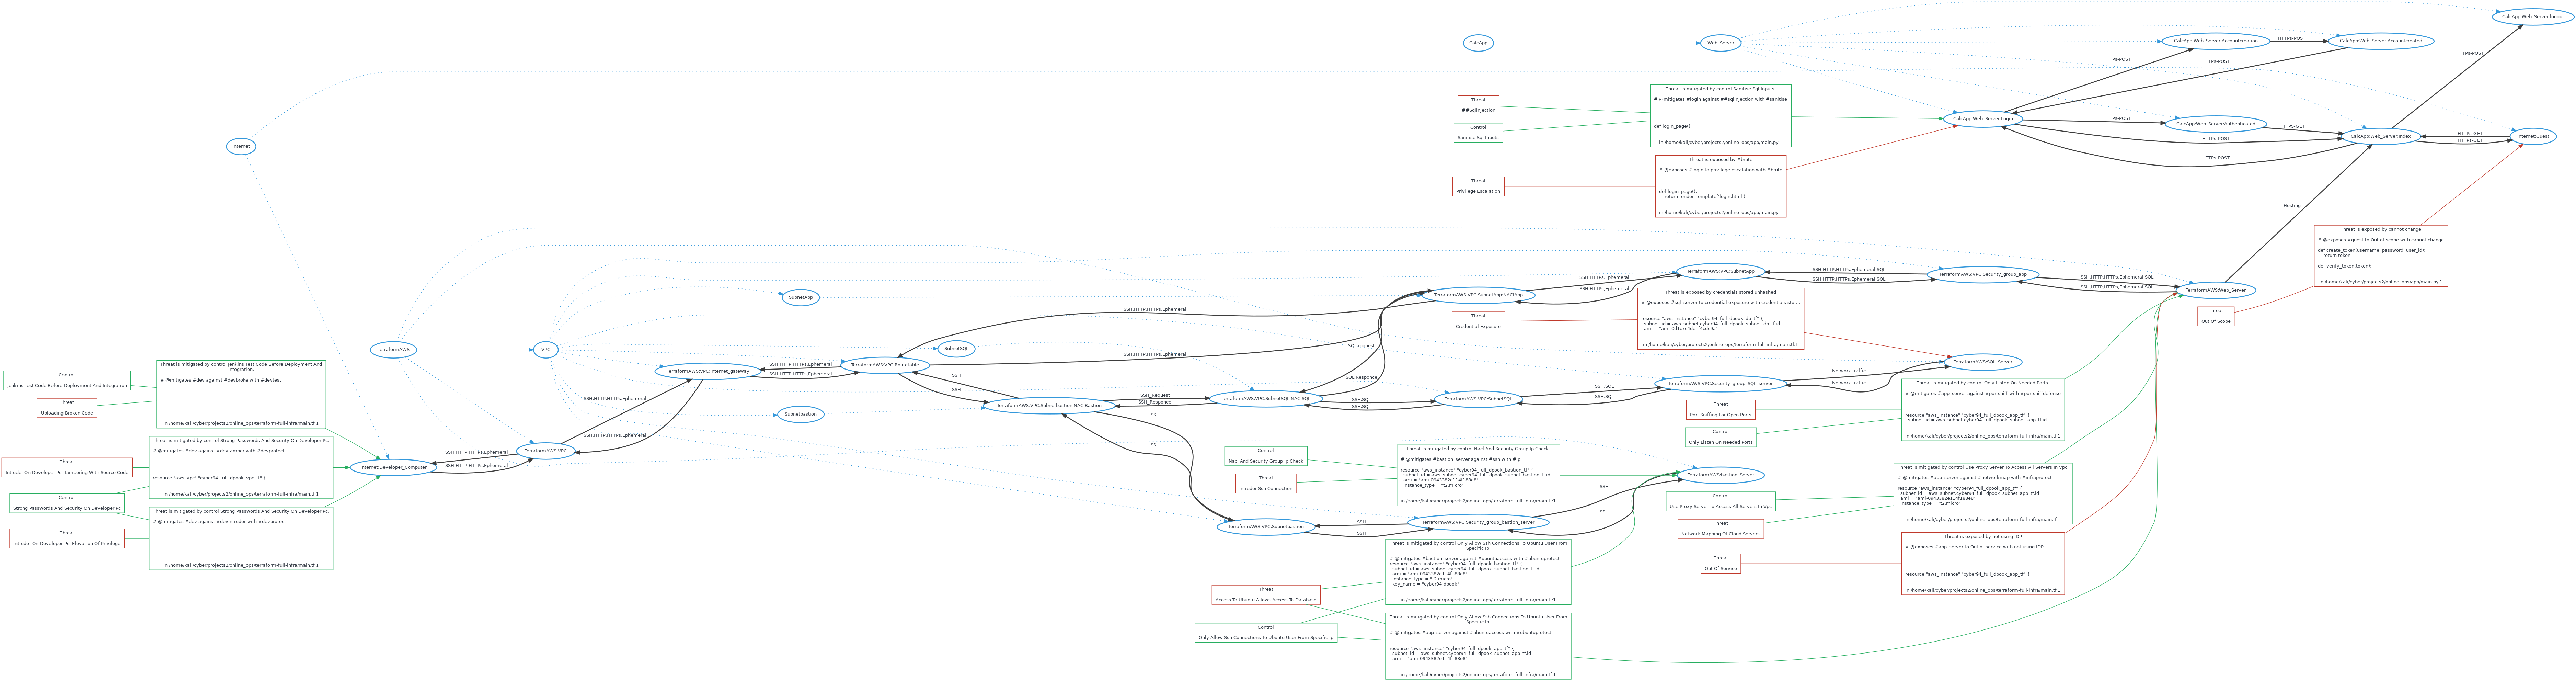 CalcApp:Web_Server:logout
CalcApp
Web_Server
CalcApp:Web_Server:Accountcreation
HTTPs-POST
CalcApp:Web_Server:Accountcreated
HTTPs-POST
HTTPs-POST
HTTPs-POST
Internet
Threat
##Sqlinjection
Control
Sanitise Sql Inputs
Threat is mitigated by control Sanitise Sql Inputs.
# @mitigates #login against ##sqlinjection with #sanitise
def login_page():
in /home/kali/cyber/projects2/online_ops/app/main.py:1
CalcApp:Web_Server:Login
HTTPs-POST
CalcApp:Web_Server:Authenticated
HTTPS-GET
HTTPs-POST
HTTPs-POST
CalcApp:Web_Server:Index
HTTPs-GET
HTTPs-GET
Internet:Guest
Threat
Privilege Escalation
Threat is exposed by #brute
# @exposes #login to privilege escalation with #brute
def login_page():
return render_template('login.html')
in /home/kali/cyber/projects2/online_ops/app/main.py:1
Hosting
Threat is exposed by cannot change
# @exposes #guest to Out of scope with cannot change
def create_token(username, password, user_id):
return token
def verify_token(token):
in /home/kali/cyber/projects2/online_ops/app/main.py:1
Threat
Out Of Scope
TerraformAWS
VPC
SubnetApp
SubnetSQL
Subnetbastion
TerraformAWS:VPC:Internet_gateway
SSH,HTTP,HTTPs,Ephemeral
SSH,HTTP,HTTPs,Ephemeral
TerraformAWS:VPC:Routetable
SSH,HTTP,HTTPs,Ephemeral
SSH,HTTP,HTTPs,Ephemeral
SSH
SSH
TerraformAWS:VPC:SubnetApp:NAClApp
SSH,HTTPs,Ephemeral
SSH,HTTPs,Ephemeral
SQL request
SQL Responce
TerraformAWS:VPC:SubnetApp
SSH,HTTP,HTTPs,Ephemeral,SQL
SSH,HTTP,HTTPs,Ephemeral,SQL
TerraformAWS:VPC:Security_group_app
SSH,HTTP,HTTPs,Ephemeral,SQL
SSH,HTTP,HTTPs,Ephemeral,SQL
TerraformAWS:Web_Server
Threat
Credential Exposure
Threat is exposed by credentials stored unhashed
# @exposes #sql_server to credential exposure with credentials stor...
resource "aws_instance" "cyber94_full_dpook_db_tf" {
subnet_id = aws_subnet.cyber94_full_dpook_subnet_db_tf.id
in /home/kali/cyber/projects2/online_ops/terraform-full-infra/main.tf:1
TerraformAWS:SQL_Server
TerraformAWS:VPC:Subnetbastion:NAClBastion
SSH_Request
SSH_Responce
SSH
SSH
TerraformAWS:VPC:SubnetSQL:NAClSQL
SSH,SQL
SSH,SQL
TerraformAWS:VPC:SubnetSQL
SSH,SQL
SSH,SQL
TerraformAWS:VPC:Security_group_SQL_server
Network traffic
Network traffic
Control
Jenkins Test Code Before Deployment And Integration
Threat
Uploading Broken Code
Threat is mitigated by control Jenkins Test Code Before Deployment And
Integration.
# @mitigates #dev against #devbroke with #devtest
in /home/kali/cyber/projects2/online_ops/terraform-full-infra/main.tf:1
Threat
Intruder On Developer Pc, Tampering With Source Code
Threat is mitigated by control Strong Passwords And Security On Developer Pc.
# @mitigates #dev against #devtamper with #devprotect
resource "aws_vpc" "cyber94_full_dpook_vpc_tf" {
in /home/kali/cyber/projects2/online_ops/terraform-full-infra/main.tf:1
Control
Strong Passwords And Security On Developer Pc
Threat
Intruder On Developer Pc, Elevation Of Privilege
Threat is mitigated by control Strong Passwords And Security On Developer Pc.
# @mitigates #dev against #devintruder with #devprotect
in /home/kali/cyber/projects2/online_ops/terraform-full-infra/main.tf:1
Internet:Developer_Computer
SSH,HTTP,HTTPs,Ephemeral
SSH,HTTP,HTTPs,Ephemeral
TerraformAWS:VPC
SSH,HTTP,HTTPs,Ephemeral
SSH,HTTP,HTTPs,Ephemeral
Threat
Port Sniffing For Open Ports
Control
Only Listen On Needed Ports
Threat is mitigated by control Only Listen On Needed Ports.
# @mitigates #app_server against #portsniff with #portsniffdefense
resource "aws_instance" "cyber94_full_dpook_app_tf" {
subnet_id = aws_subnet.cyber94_full_dpook_subnet_app_tf.id
in /home/kali/cyber/projects2/online_ops/terraform-full-infra/main.tf:1
Control
Nacl And Security Group Ip Check
Threat
Intruder Ssh Connection
Threat is mitigated by control Nacl And Security Group Ip Check.
# @mitigates #bastion_server against #ssh with #ip
resource "aws_instance" "cyber94_full_dpook_bastion_tf" {
subnet_id = aws_subnet.cyber94_full_dpook_subnet_bastion_tf.id
ami = "ami-0943382e114f188e8"
instance_type = "t2.micro"
in /home/kali/cyber/projects2/online_ops/terraform-full-infra/main.tf:1
TerraformAWS:bastion_Server
Control
Use Proxy Server To Access All Servers In Vpc
Threat
Network Mapping Of Cloud Servers
Threat is mitigated by control Use Proxy Server To Access All Servers In Vpc.
# @mitigates #app_server against #networkmap with #infraprotect
resource "aws_instance" "cyber94_full_dpook_app_tf" {
subnet_id = aws_subnet.cyber94_full_dpook_subnet_app_tf.id
ami = "ami-0943382e114f188e8"
instance_type = "t2.micro"
in /home/kali/cyber/projects2/online_ops/terraform-full-infra/main.tf:1
TerraformAWS:VPC:Subnetbastion
SSH
SSH
TerraformAWS:VPC:Security_group_bastion_server
SSH
SSH
Threat
Out Of Service
Threat is exposed by not using IDP
# @exposes #app_server to Out of service with not using IDP
resource "aws_instance" "cyber94_full_dpook_app_tf" {
in /home/kali/cyber/projects2/online_ops/terraform-full-infra/main.tf:1
Threat
Access To Ubuntu Allows Access To Database
Control
Only Allow Ssh Connections To Ubuntu User From Specific Ip
Threat is mitigated by control Only Allow Ssh Connections To Ubuntu User From
Specific Ip.
# @mitigates #bastion_server against #ubuntuaccess with #ubuntuprotect
resource "aws_instance" "cyber94_full_dpook_bastion_tf" {
subnet_id = aws_subnet.cyber94_full_dpook_subnet_bastion_tf.id
ami = "ami-0943382e114f188e8"
instance_type = "t2.micro"
key_name = "cyber94-dpook"
in /home/kali/cyber/projects2/online_ops/terraform-full-infra/main.tf:1
Threat is mitigated by control Only Allow Ssh Connections To Ubuntu User From
Specific Ip.
# @mitigates #app_server against #ubuntuaccess with #ubuntuprotect
resource "aws_instance" "cyber94_full_dpook_app_tf" {
subnet_id = aws_subnet.cyber94_full_dpook_subnet_app_tf.id
ami = "ami-0943382e114f188e8"
in /home/kali/cyber/projects2/online_ops/terraform-full-infra/main.tf:1